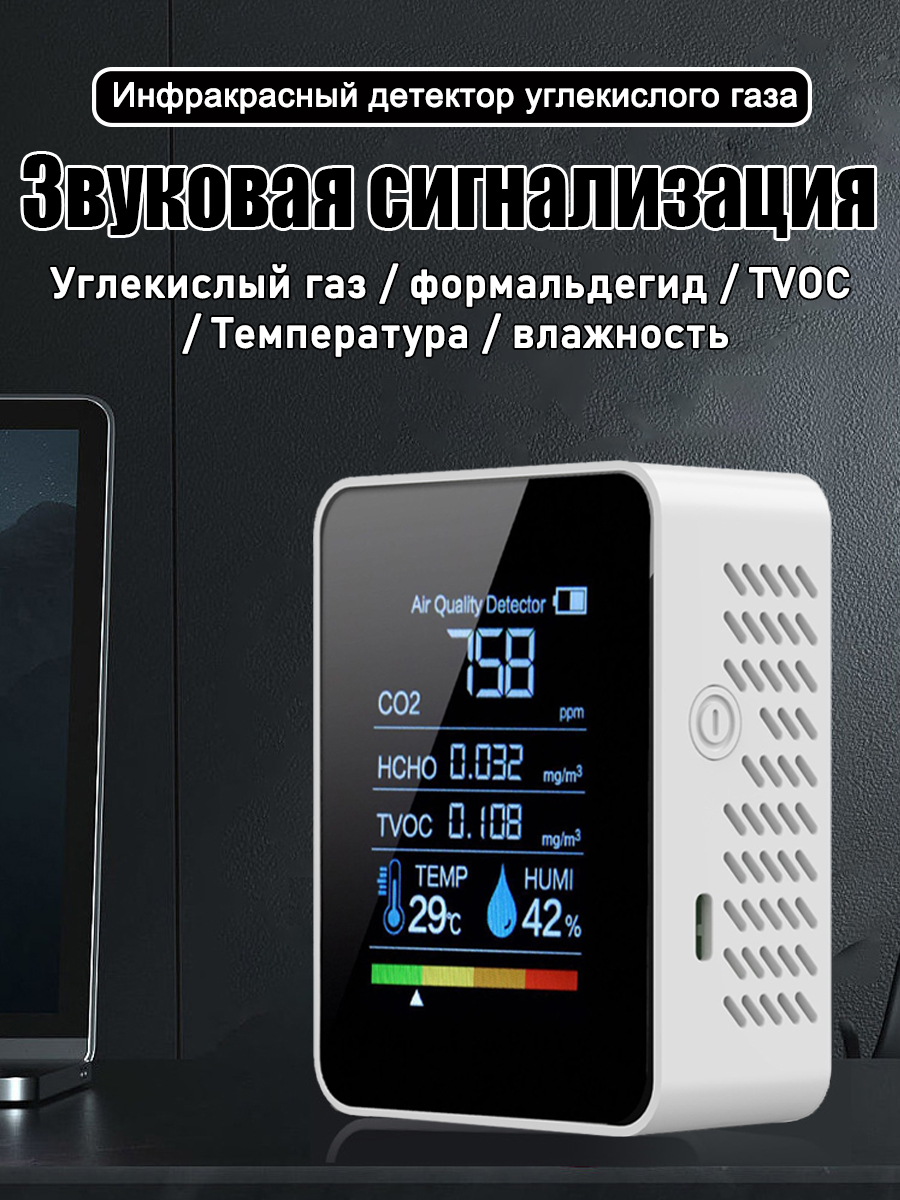 Инфракрасный детектор углекислого газа
Звуковая сигнализация
Углекислый газ / формальдегид / TVOC
/ Температура / влажность
Air Quality Detector
758
CO2
ppm
HCHO 0.032 mg/m³
TVOC 0.108 mg/m³
TEMP HUMI
29℃ 42%